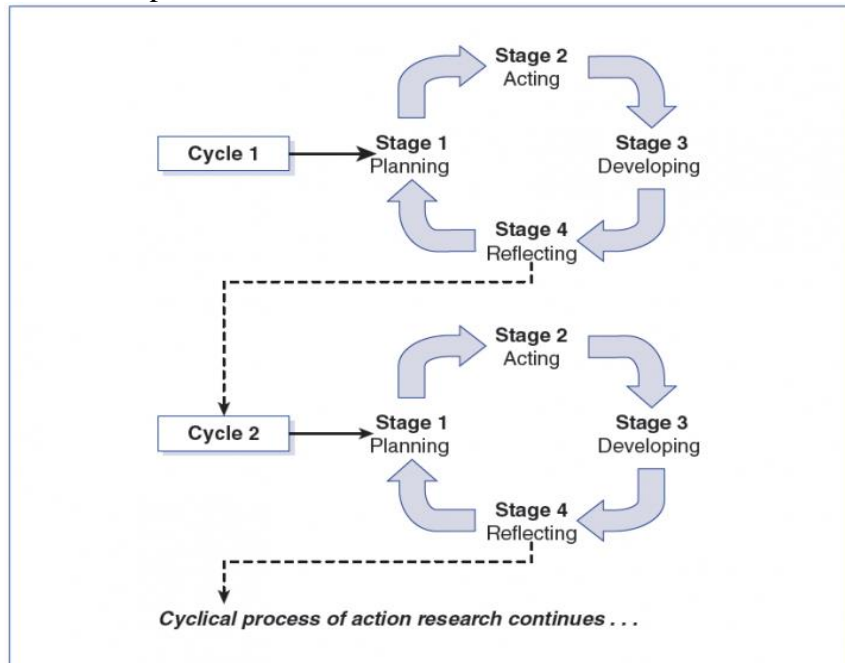 Stage 2
Acting
Cycle 1
Stage 1
Planning
Stage 3
Developing
Stage 4
Reflecting
Stage 2
Acting
Cycle 2
Stage 1
Planning
Stage 3
Developing
Stage 4
Reflecting
Cyclical process of action research continues . . .